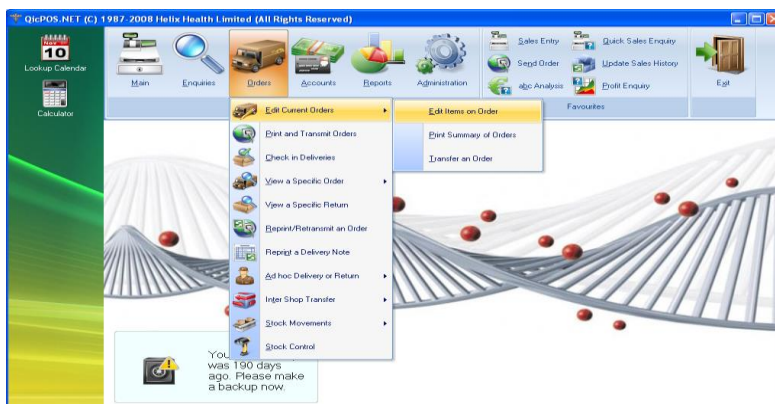 QicPOS.NET (C) 1987-2008 Helix Health Limited (All Rights Reserved)
Nov
10
Lookup Calendar
Calculator
Main
Enquiries
Orders
Accounts
Reports
Administration
Sales Entry
Quick Sales Enquiry
Send Order
Update Sales History
abc Analysis
Profit Enquiry
Favourites
Exit
Edit Current Orders
Edit Items on Order
Print and Transmit Orders
Print Summary of Orders
Check in Deliveries
Transfer an Order
View a Specific Order
View a Specific Return
Reprint/Retransmit an Order
Reprint a Delivery Note
Ad hoc Delivery or Return
Inter Shop Transfer
Stock Movements
Stock Control
was 190 days
ago. Please make
a backup now.